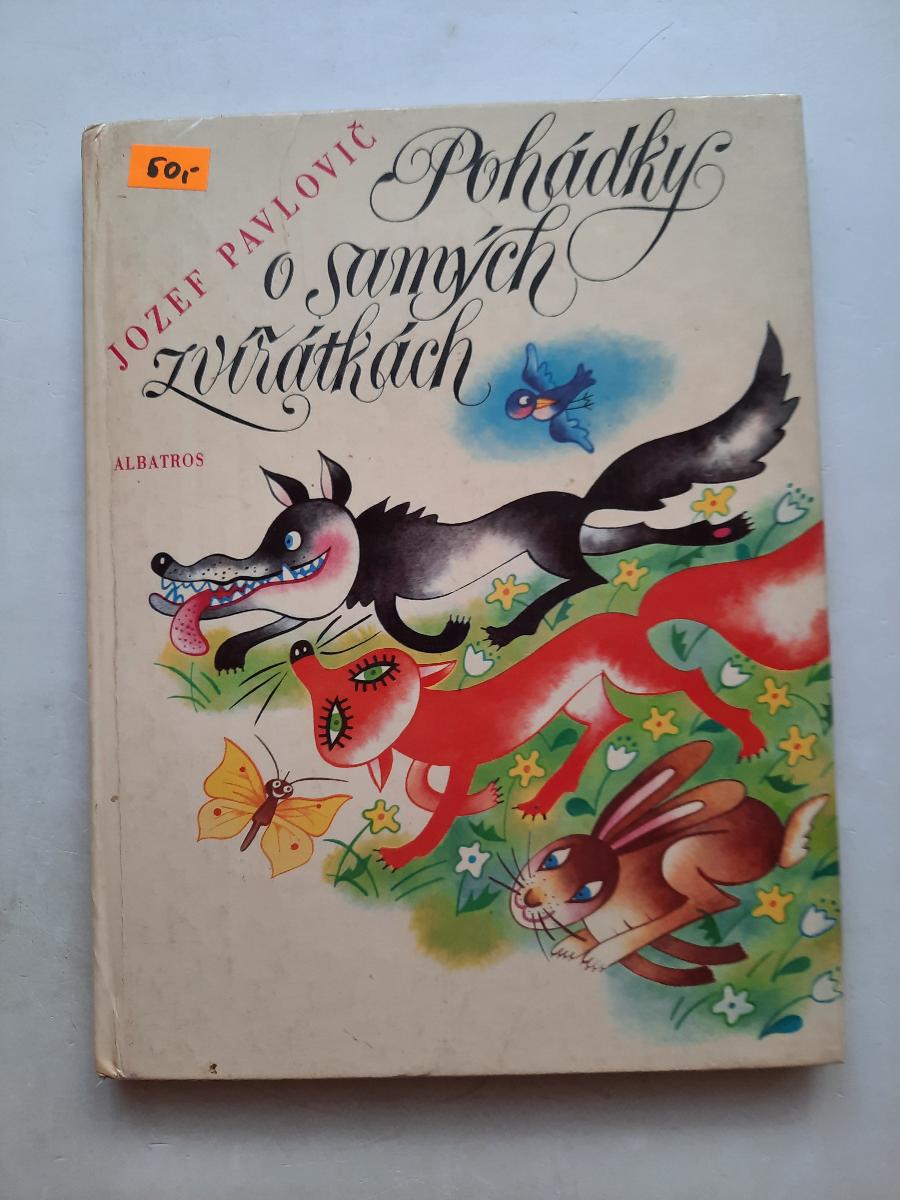 50,-
JOZEF PAVLOVIČ
Pohádky
o samých
zvířátkách
ALBATROS